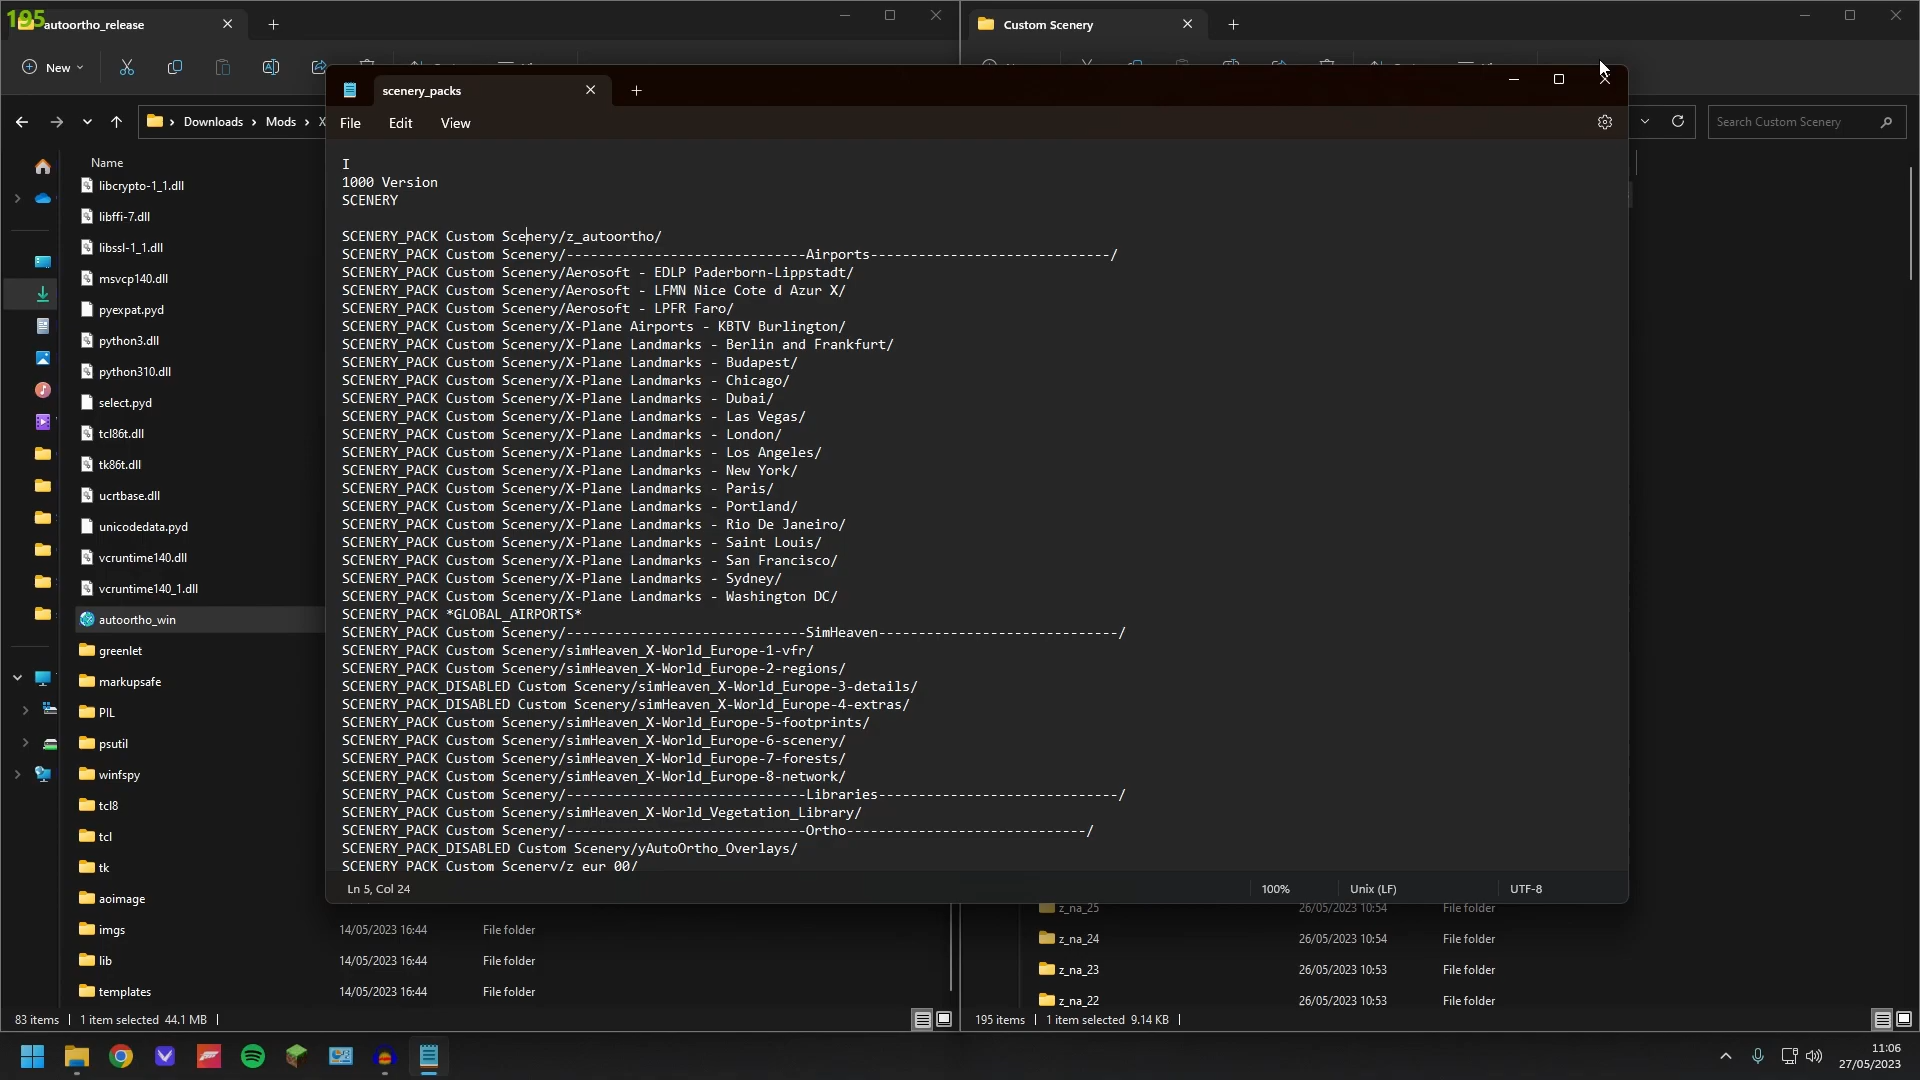 195
autoortho_release
Custom Scenery
New
Downloads > Mods > X
scenery_packs
File Edit View
Search Custom Scenery
Name
libcrypto-1_1.dll
libffi-7.dll
libssl-1_1.dll
msvcp140.dll
pyexpat.pyd
python3.dll
python310.dll
select.pyd
tcl86t.dll
tk86t.dll
ucrtbase.dll
unicodedata.pyd
vcruntime140.dll
vcruntime140_1.dll
autoortho_win
greenlet
markupsafe
PIL
psutil
winfspy
tcl8
tcl
tk
aoimage
imgs 14/05/2023 16:44 File folder
lib 14/05/2023 16:44 File folder
templates 14/05/2023 16:44 File folder
83 items 1 item selected 44.1 MB
I
1000 Version
SCENERY
SCENERY_PACK Custom Scenery/z_autoortho/
SCENERY_PACK Custom Scenery/------------------------------Airports------------------------------/
SCENERY_PACK Custom Scenery/Aerosoft - EDLP Paderborn-Lippstadt/
SCENERY_PACK Custom Scenery/Aerosoft - LFMN Nice Cote d Azur X/
SCENERY_PACK Custom Scenery/Aerosoft - LPFR Faro/
SCENERY_PACK Custom Scenery/X-Plane Airports - KBTV Burlington/
SCENERY_PACK Custom Scenery/X-Plane Landmarks - Berlin and Frankfurt/
SCENERY_PACK Custom Scenery/X-Plane Landmarks - Budapest/
SCENERY_PACK Custom Scenery/X-Plane Landmarks - Chicago/
SCENERY_PACK Custom Scenery/X-Plane Landmarks - Dubai/
SCENERY_PACK Custom Scenery/X-Plane Landmarks - Las Vegas/
SCENERY_PACK Custom Scenery/X-Plane Landmarks - London/
SCENERY_PACK Custom Scenery/X-Plane Landmarks - Los Angeles/
SCENERY_PACK Custom Scenery/X-Plane Landmarks - New York/
SCENERY_PACK Custom Scenery/X-Plane Landmarks - Paris/
SCENERY_PACK Custom Scenery/X-Plane Landmarks - Portland/
SCENERY_PACK Custom Scenery/X-Plane Landmarks - Rio De Janeiro/
SCENERY_PACK Custom Scenery/X-Plane Landmarks - Saint Louis/
SCENERY_PACK Custom Scenery/X-Plane Landmarks - San Francisco/
SCENERY_PACK Custom Scenery/X-Plane Landmarks - Sydney/
SCENERY_PACK Custom Scenery/X-Plane Landmarks - Washington DC/
SCENERY_PACK *GLOBAL_AIRPORTS*
SCENERY_PACK Custom Scenery/------------------------------SimHeaven------------------------------/
SCENERY_PACK Custom Scenery/simHeaven_X-World_Europe-1-vfr/
SCENERY_PACK Custom Scenery/simHeaven_X-World_Europe-2-regions/
SCENERY_PACK_DISABLED Custom Scenery/simHeaven_X-World_Europe-3-details/
SCENERY_PACK_DISABLED Custom Scenery/simHeaven_X-World_Europe-4-extras/
SCENERY_PACK Custom Scenery/simHeaven_X-World_Europe-5-footprints/
SCENERY_PACK Custom Scenery/simHeaven_X-World_Europe-6-scenery/
SCENERY_PACK Custom Scenery/simHeaven_X-World_Europe-7-forests/
SCENERY_PACK Custom Scenery/simHeaven_X-World_Europe-8-network/
SCENERY_PACK Custom Scenery/------------------------------Libraries------------------------------/
SCENERY_PACK Custom Scenery/simHeaven_X-World_Vegetation_Library/
SCENERY_PACK Custom Scenery/------------------------------Ortho------------------------------/
SCENERY_PACK_DISABLED Custom Scenery/yAutoOrtho_Overlays/
SCENERY_PACK Custom Scenery/z_eur_00/
Ln 5, Col 24 100% Unix (LF) UTF-8
z_na_25 26/05/2023 10:54 File folder
z_na_24 26/05/2023 10:54 File folder
z_na_23 26/05/2023 10:53 File folder
z_na_22 26/05/2023 10:53 File folder
195 items 1 item selected 9.14 KB
11:06
27/05/2023